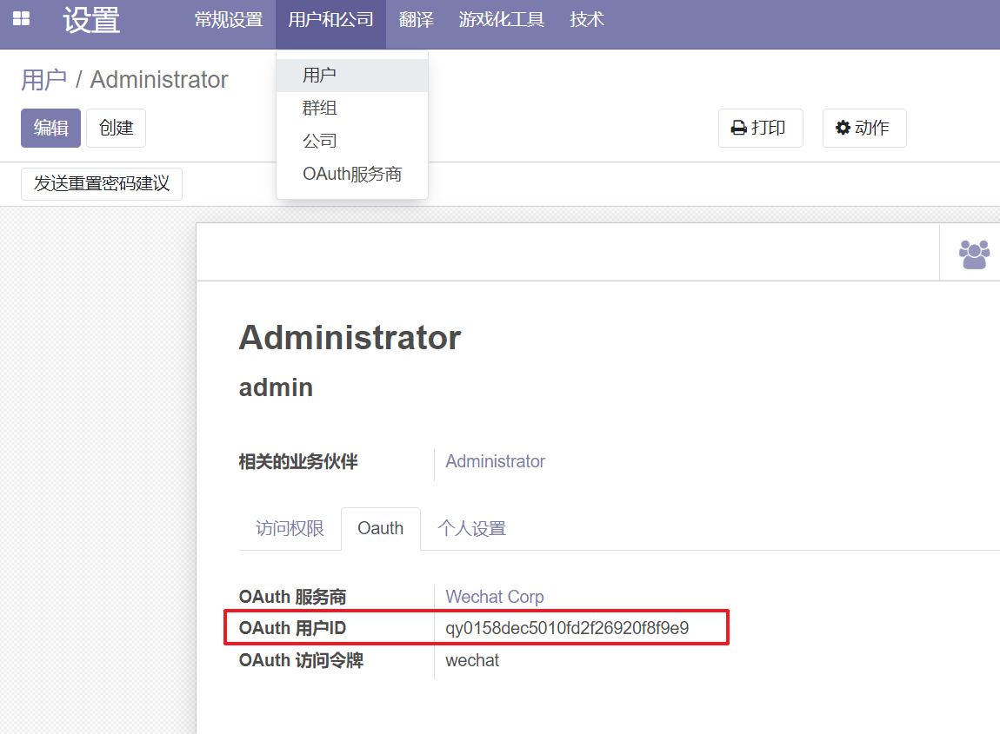 设置 常规设置 用户和公司 翻译 游戏化工具 技术
用户 / Administrator
用户
群组
公司
OAuth服务商
编辑 创建 打印 动作
发送重置密码建议
Administrator
admin
相关的业务伙伴 Administrator
访问权限 Oauth 个人设置
OAuth 服务商 Wechat Corp
OAuth 用户ID qy0158dec5010fd2f26920f8f9e9
OAuth 访问令牌 wechat